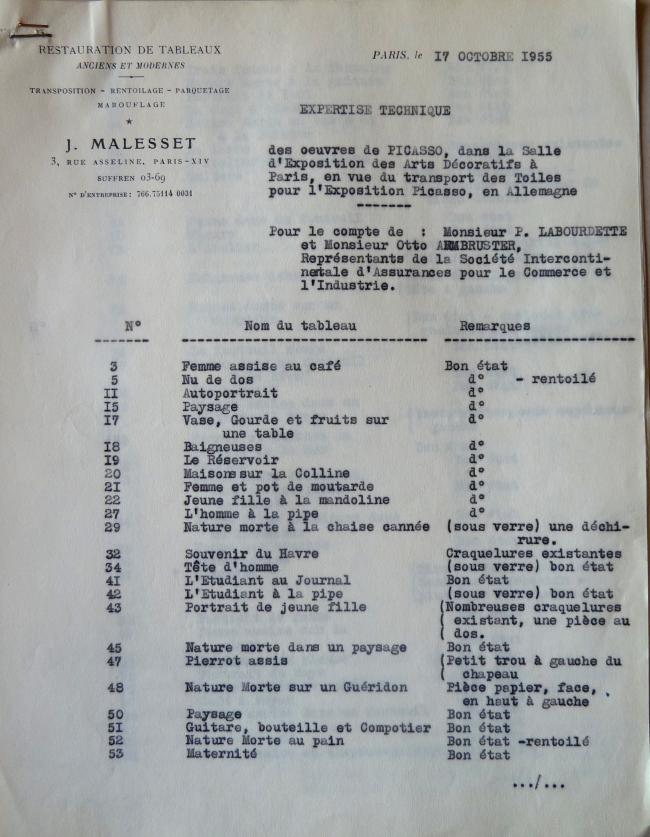 RESTAURATION DE TABLEAUX
ANCIENS ET MODERNES
TRANSPOSITION - RENTOILAGE - PARQUETAGE
MAROUFLAGE
★
J. MALESSET
3, RUE ASSELINE, PARIS-XIV
SUFFREN 03-69
N° D'ENTREPRISE : 766.75114 0031
PARIS, le 17 OCTOBRE 1955
EXPERTISE TECHNIQUE
des oeuvres de PICASSO, dans la Salle
d'Exposition des Arts Décoratifs à
Paris, en vue du transport des Toiles
pour l'Exposition Picasso, en Allemagne
Pour le compte de : Monsieur P. LABOURDETTE
et Monsieur Otto ARMBRUSTER,
Représentants de la Société Interconti-
nentale d'Assurances pour le Commerce et
l'Industrie.
N° Nom du tableau Remarques
3 Femme assise au café Bon état
5 Nu de dos d° - rentoilé
II Autoportrait d°
I5 Paysage d°
I7 Vase, Gourde et fruits sur d°
une table
I8 Baigneuses d°
I9 Le Réservoir d°
20 Maisons sur la Colline d°
2I Femme et pot de moutarde d°
22 Jeune fille à la mandoline d°
27 L'homme à la pipe d°
29 Nature morte à la chaise cannée (sous verre) une déchi-
rure.
32 Souvenir du Havre Craquelures existantes
34 Tête d'homme (sous verre) bon état
4I L'Etudiant au Journal Bon état
42 L'Etudiant à la pipe (sous verre) bon état
43 Portrait de jeune fille (Nombreuses craquelures
( existant, une pièce au
( dos.
45 Nature morte dans un paysage Bon état
47 Pierrot assis (Petit trou à gauche du
( chapeau
48 Nature Morte sur un Guéridon Pièce papier, face,
en haut à gauche
50 Paysage Bon état
5I Guitare, bouteille et Compotier Bon état
52 Nature Morte au pain Bon état -rentoilé
53 Maternité Bon état
.../...